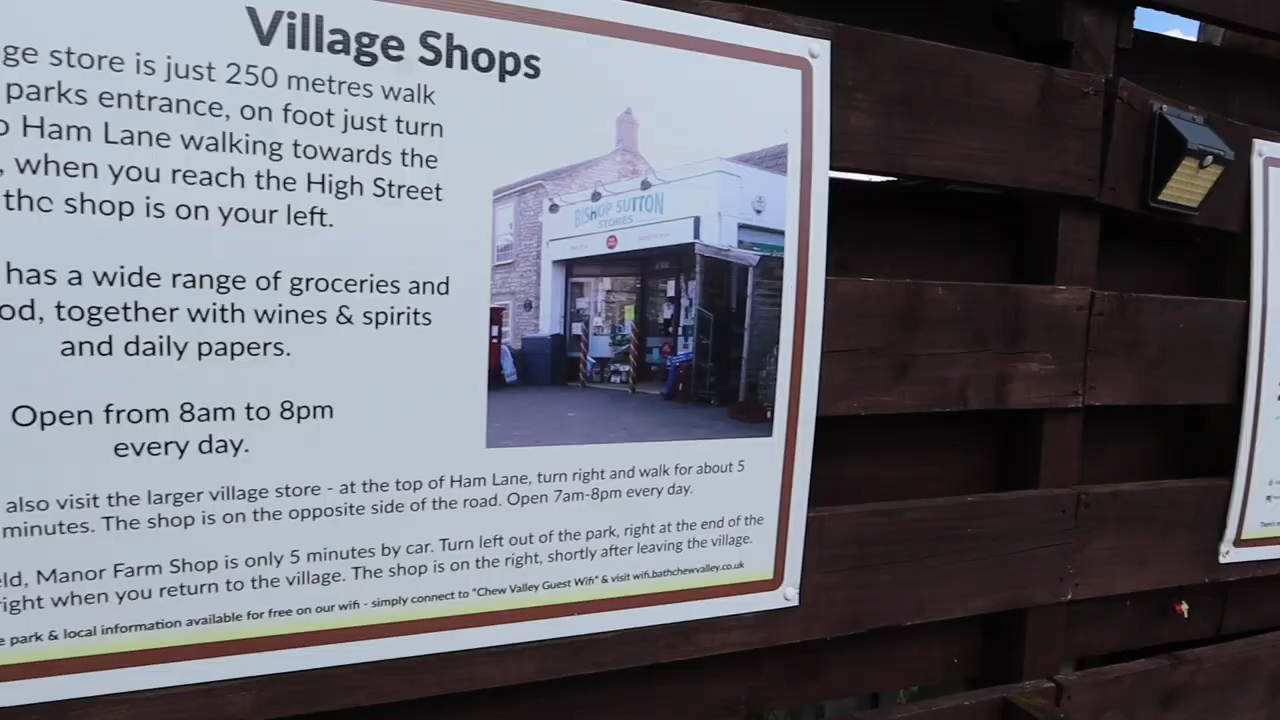 Village Shops
ge store is just 250 metres walk
parks entrance, on foot just turn
o Ham Lane walking towards the
, when you reach the High Street
the shop is on your left.
has a wide range of groceries and
od, together with wines & spirits
and daily papers.
Open from 8am to 8pm
every day.
BISHOP SUTTON
STORES
also visit the larger village store - at the top of Ham Lane, turn right and walk for about 5
minutes. The shop is on the opposite side of the road. Open 7am-8pm every day.
eld, Manor Farm Shop is only 5 minutes by car. Turn left out of the park, right at the end of the
right when you return to the village. The shop is on the right, shortly after leaving the village.
e park & local information available for free on our wifi - simply connect to "Chew Valley Guest Wifi" & visit wifi.bathchewvalley.co.uk